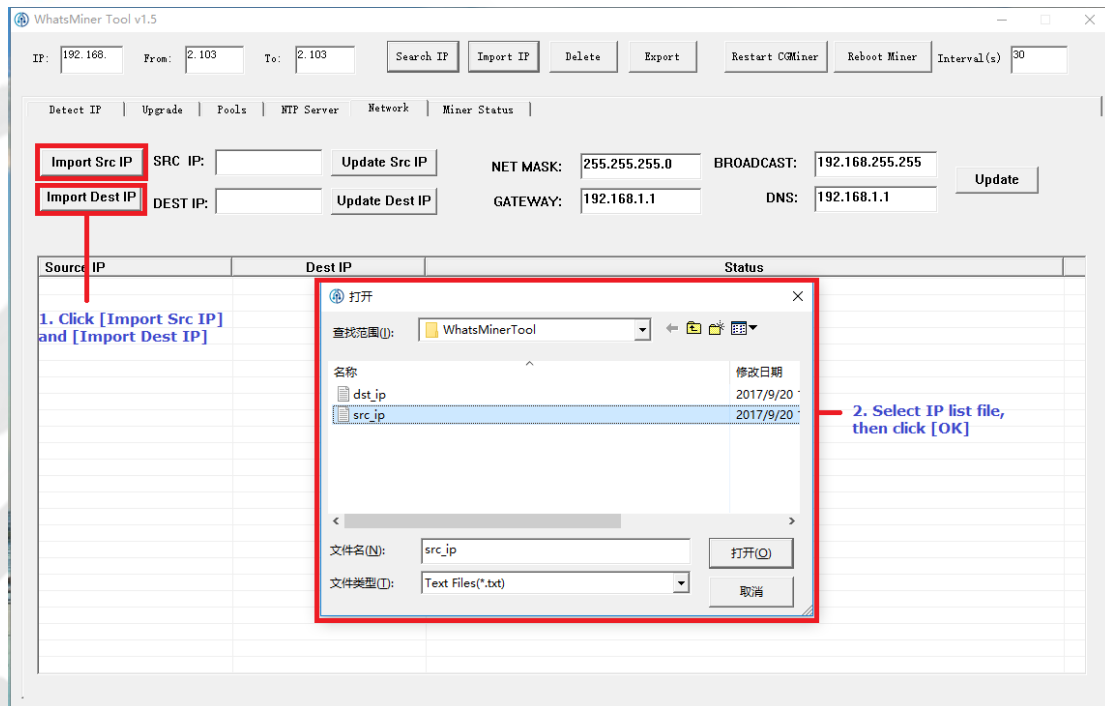 WhatsMiner Tool v1.5
IP: 192.168. From: 2.103 To: 2.103 Search IP Import IP Delete Export Restart CGMiner Reboot Miner Interval(s) 30
Detect IP Upgrade Pools NTP Server Network Miner Status
Import Src IP SRC IP: Update Src IP NET MASK: 255.255.255.0 BROADCAST: 192.168.255.255 Update
Import Dest IP DEST IP: Update Dest IP GATEWAY: 192.168.1.1 DNS: 192.168.1.1
Source IP Dest IP Status
1. Click [Import Src IP]
and [Import Dest IP]
打开
查找范围(I): WhatsMinerTool
名称 修改日期
dst_ip 2017/9/20
src_ip 2017/9/20
2. Select IP list file,
then click [OK]
文件名(N): src_ip 打开(O)
文件类型(T): Text Files(*.txt) 取消